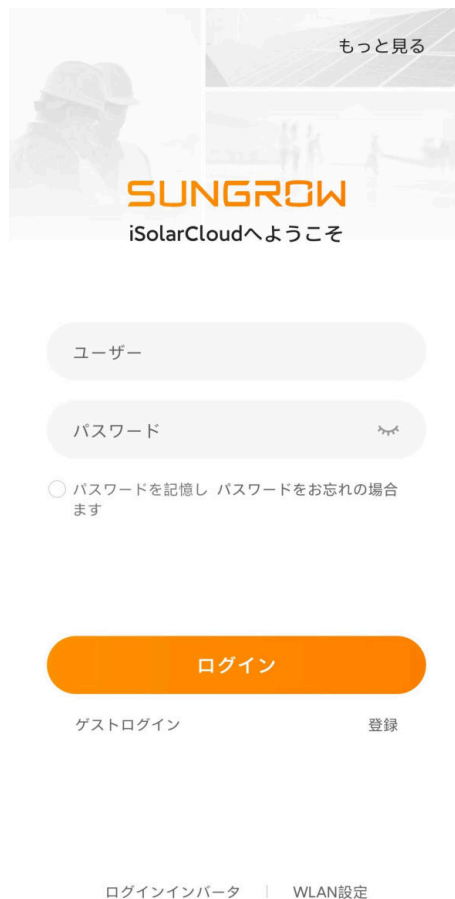 もっと見る
SUNGROW
iSolarCloudへようこそ
ユーザー
パスワード
パスワードを記憶し パスワードをお忘れの場合
ます
ログイン
ゲストログイン 登録
ログインインバータ | WLAN設定